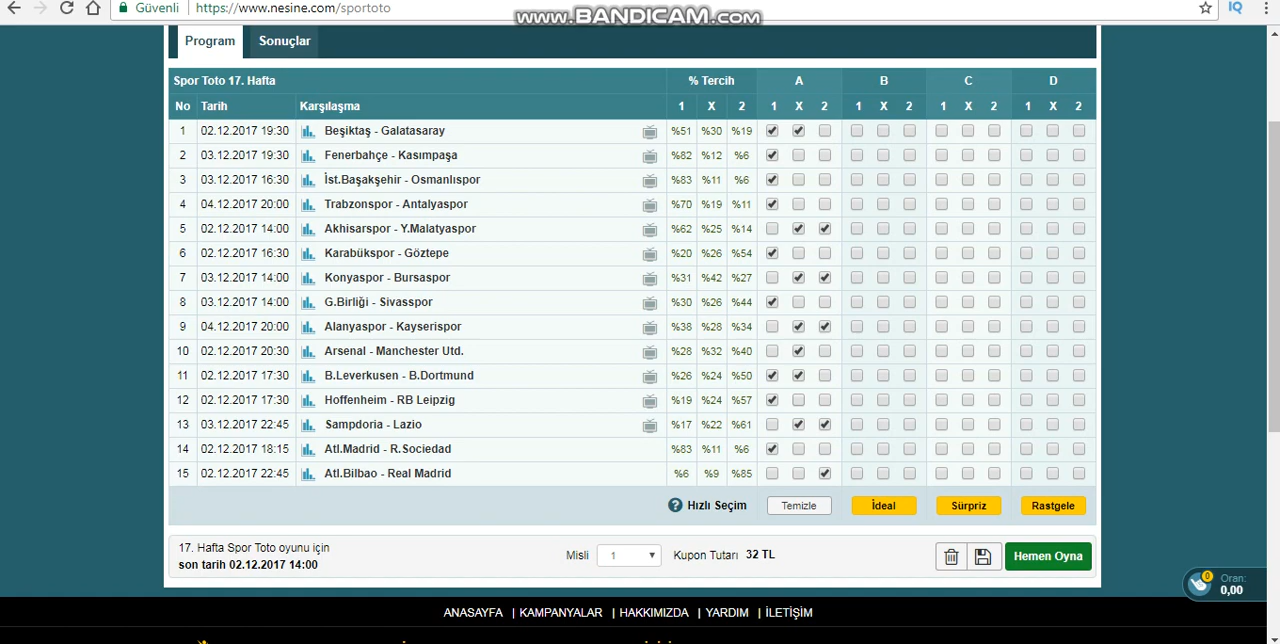 Güvenli https://www.nesine.com/sportoto IQ
www.BANDICAM.com
Program Sonuçlar
Spor Toto 17. Hafta % Tercih A B C D
No Tarih Karşılaşma 1 X 2 1 X 2 1 X 2 1 X 2 1 X 2
1 02.12.2017 19:30 Beşiktaş - Galatasaray %51 %30 %19
2 03.12.2017 19:30 Fenerbahçe - Kasımpaşa %82 %12 %6
3 03.12.2017 16:30 İst.Başakşehir - Osmanlıspor %83 %11 %6
4 04.12.2017 20:00 Trabzonspor - Antalyaspor %70 %19 %11
5 02.12.2017 14:00 Akhisarspor - Y.Malatyaspor %62 %25 %14
6 02.12.2017 16:30 Karabükspor - Göztepe %20 %26 %54
7 03.12.2017 14:00 Konyaspor - Bursaspor %31 %42 %27
8 03.12.2017 14:00 G.Birliği - Sivasspor %30 %26 %44
9 04.12.2017 20:00 Alanyaspor - Kayserispor %38 %28 %34
10 02.12.2017 20:30 Arsenal - Manchester Utd. %28 %32 %40
11 02.12.2017 17:30 B.Leverkusen - B.Dortmund %26 %24 %50
12 02.12.2017 17:30 Hoffenheim - RB Leipzig %19 %24 %57
13 03.12.2017 22:45 Sampdoria - Lazio %17 %22 %61
14 02.12.2017 18:15 Atl.Madrid - R.Sociedad %83 %11 %6
15 02.12.2017 22:45 Atl.Bilbao - Real Madrid %6 %9 %85
? Hızlı Seçim Temizle İdeal Sürpriz Rastgele
17. Hafta Spor Toto oyunu için
son tarih 02.12.2017 14:00
Misli 1 Kupon Tutarı 32 TL Hemen Oyna
0 Oran:
0,00
ANASAYFA | KAMPANYALAR | HAKKIMIZDA | YARDIM | İLETİŞİM